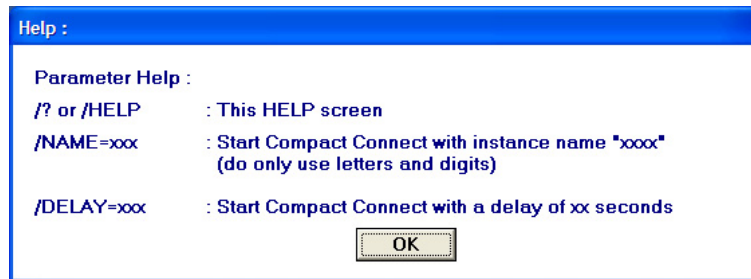 Help :
Parameter Help :
/? or /HELP : This HELP screen
/NAME=xxx : Start Compact Connect with instance name "xxxx"
(do only use letters and digits)
/DELAY=xxx : Start Compact Connect with a delay of xx seconds
OK